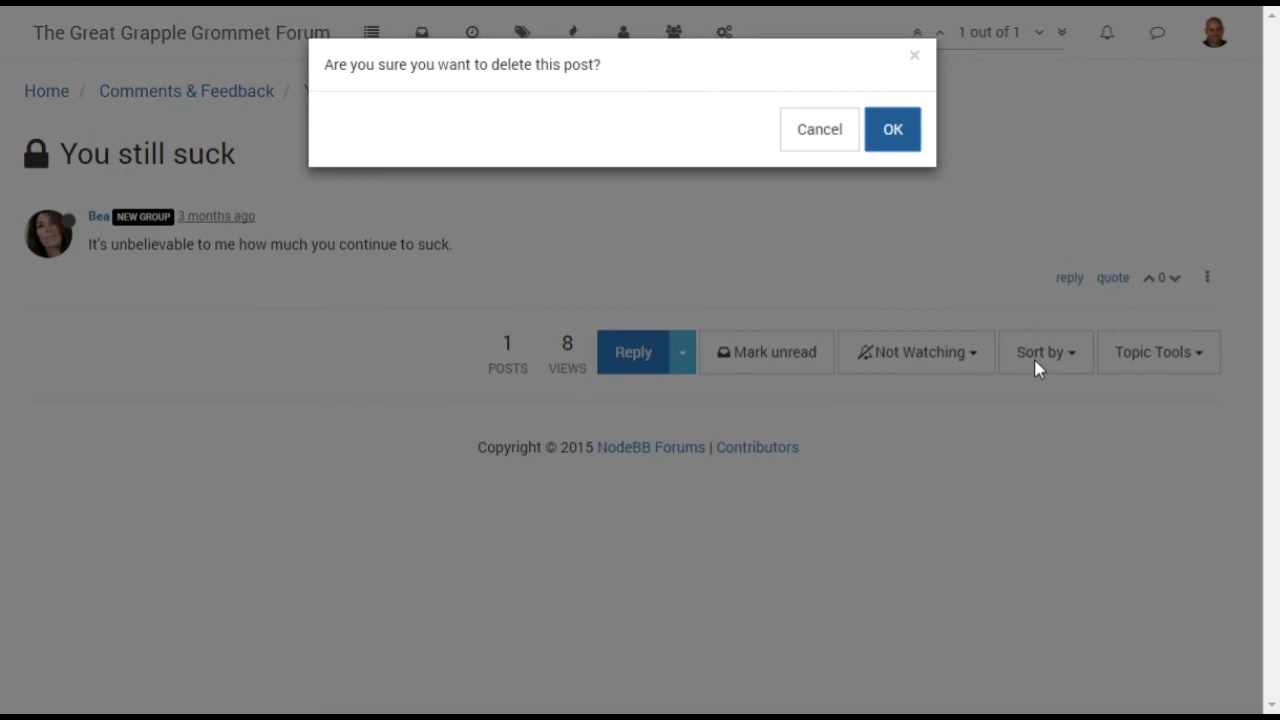 The Great Grapple Grommet Forum
1 out of 1
Are you sure you want to delete this post?
×
Cancel
OK
Home / Comments & Feedback /
You still suck
Bea NEW GROUP 3 months ago
It's unbelievable to me how much you continue to suck.
reply quote 0
1 POSTS
8 VIEWS
Reply
Mark unread
Not Watching
Sort by
Topic Tools
Copyright © 2015 NodeBB Forums | Contributors